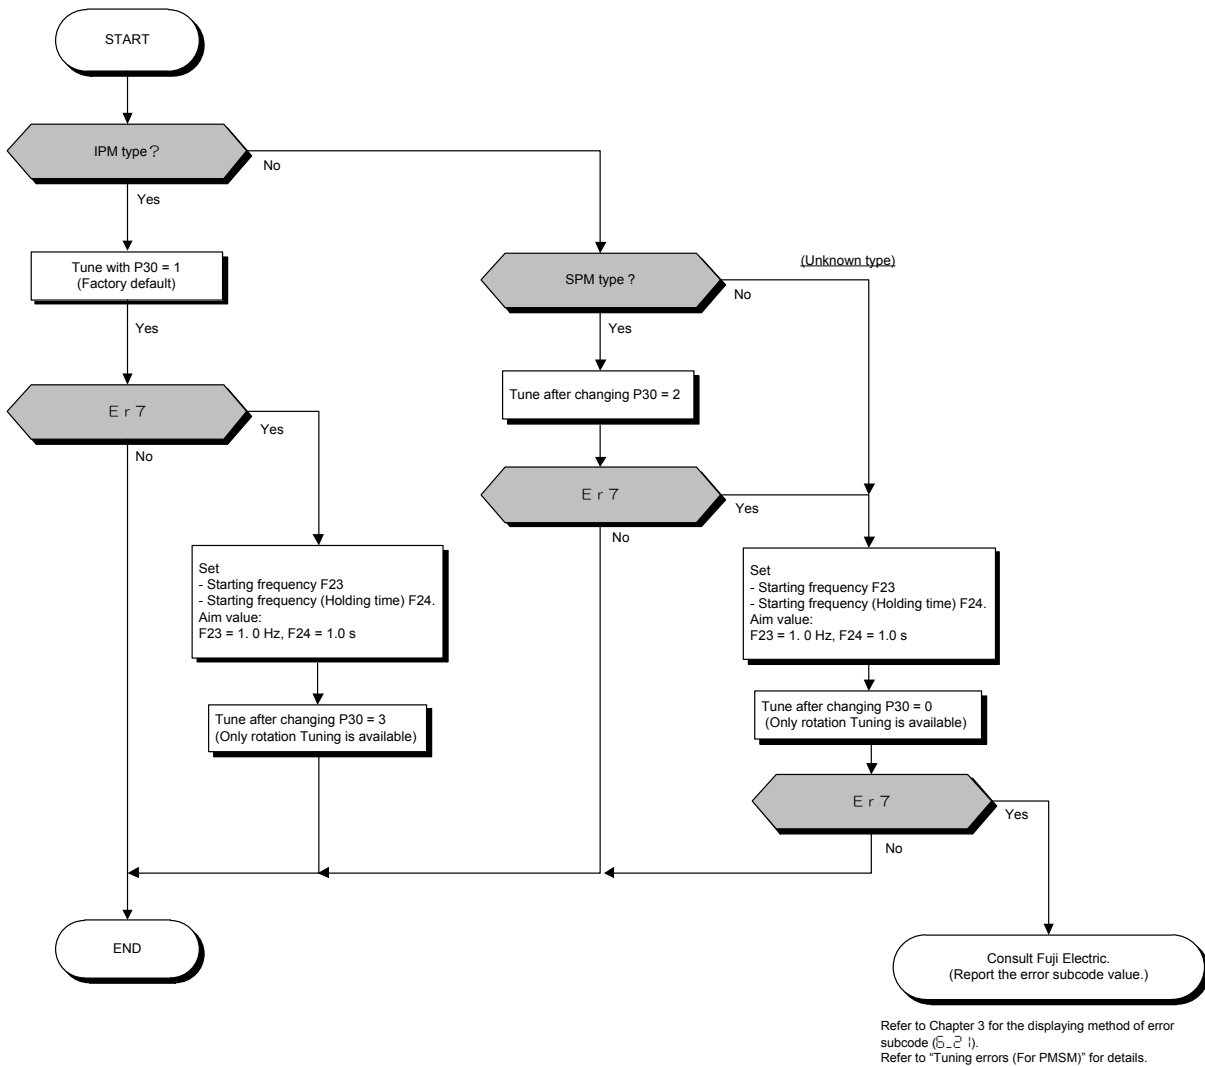 START
IPM type?
No
Yes
Tune with P30 = 1
(Factory default)
Yes
SPM type ?
(Unknown type)
No
Yes
Tune after changing P30 = 2
Er7
Yes
No
Er7
Yes
No
Set
- Starting frequency F23
- Starting frequency (Holding time) F24.
Aim value:
F23 = 1. 0 Hz, F24 = 1.0 s
Set
- Starting frequency F23
- Starting frequency (Holding time) F24.
Aim value:
F23 = 1. 0 Hz, F24 = 1.0 s
Tune after changing P30 = 3
(Only rotation Tuning is available)
Tune after changing P30 = 0
(Only rotation Tuning is available)
Er7
Yes
No
END
Consult Fuji Electric.
(Report the error subcode value.)
Refer to Chapter 3 for the displaying method of error
subcode (6_21).
Refer to “Tuning errors (For PMSM)” for details.